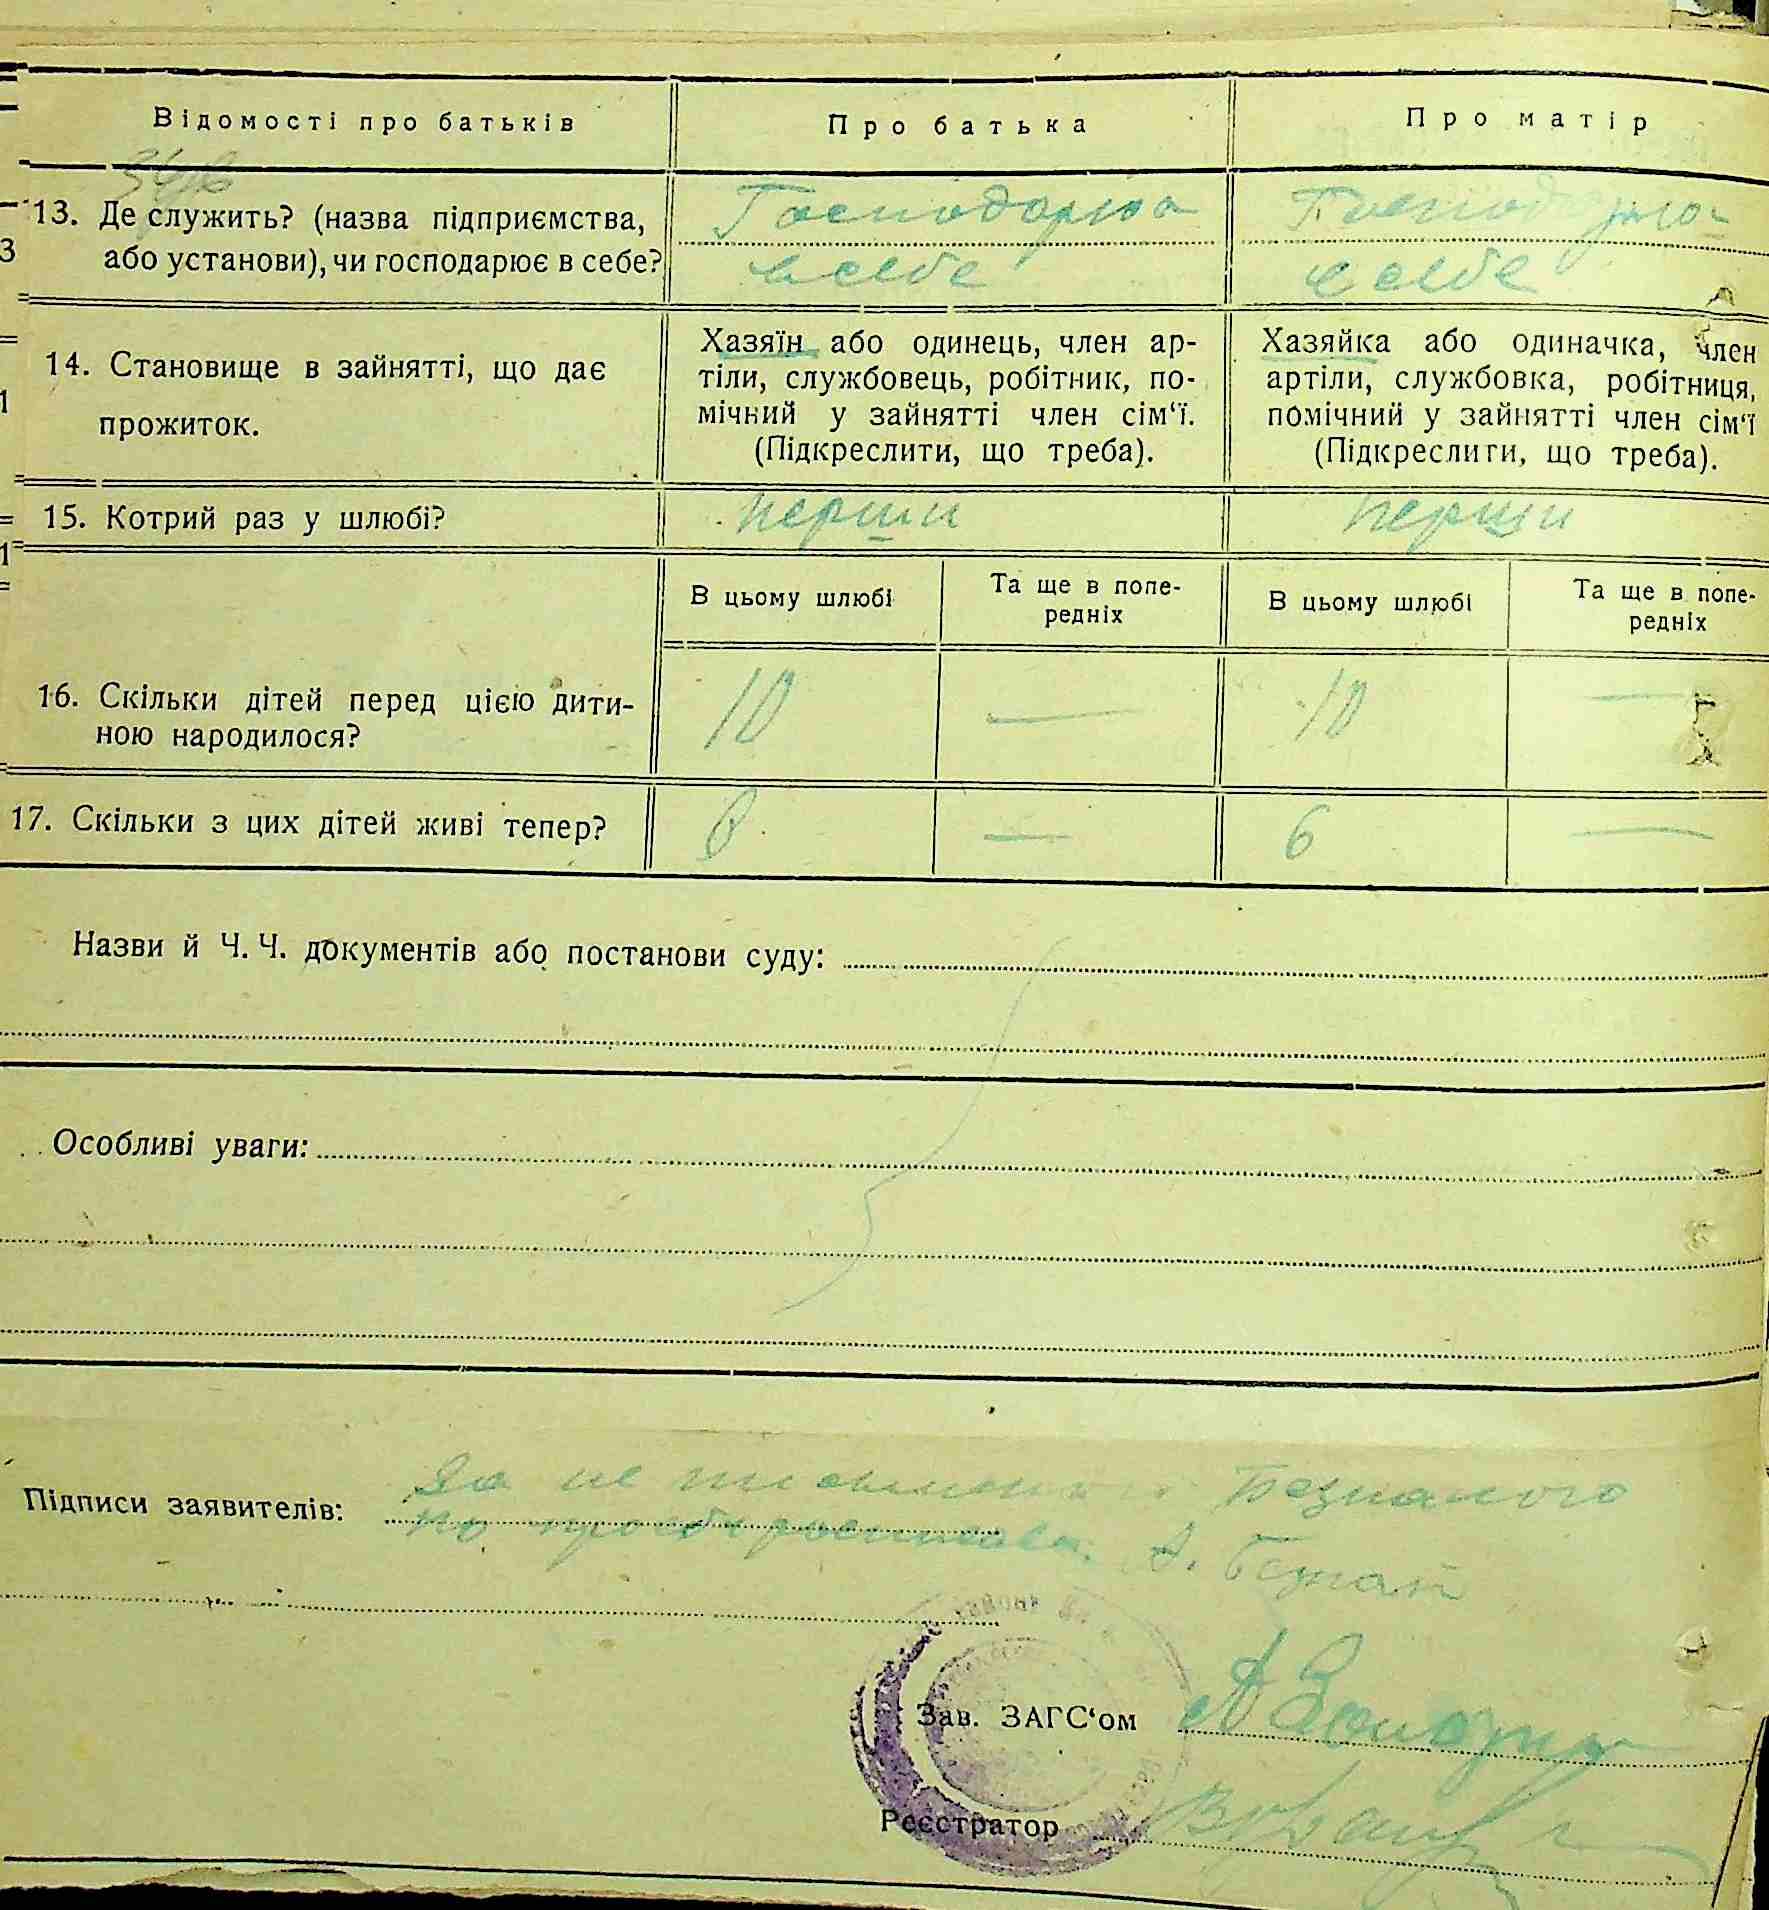 Відомості про батьків
Про батька
Про матір
13. Де служить? (назва підприємства,
або установи), чи господарює в себе?
Господарює
в себе
Господарює
в себе
14. Становище в зайнятті, що дає
прожиток.
Хазяїн або одинець, член ар-
тіли, службовець, робітник, по-
мічний у зайнятті член сім‘ї.
(Підкреслити, що треба).
Хазяйка або одиначка, член
артіли, службовка, робітниця,
помічний у зайнятті член сім‘ї
(Підкреслити, що треба).
15. Котрий раз у шлюбі?
перши
перши
В цьому шлюбі
Та ще в попе-
редніх
В цьому шлюбі
Та ще в попе-
редніх
16. Скільки дітей перед цією дити-
ною народилося?
10
—
10
—
17. Скільки з цих дітей живі тепер?
6
—
6
—
Назви й Ч. Ч. документів або постанови суду:
Особливі уваги:
Підписи заявителів:
За не
по А.
Зав. ЗАГС‘ом
Реєстратор